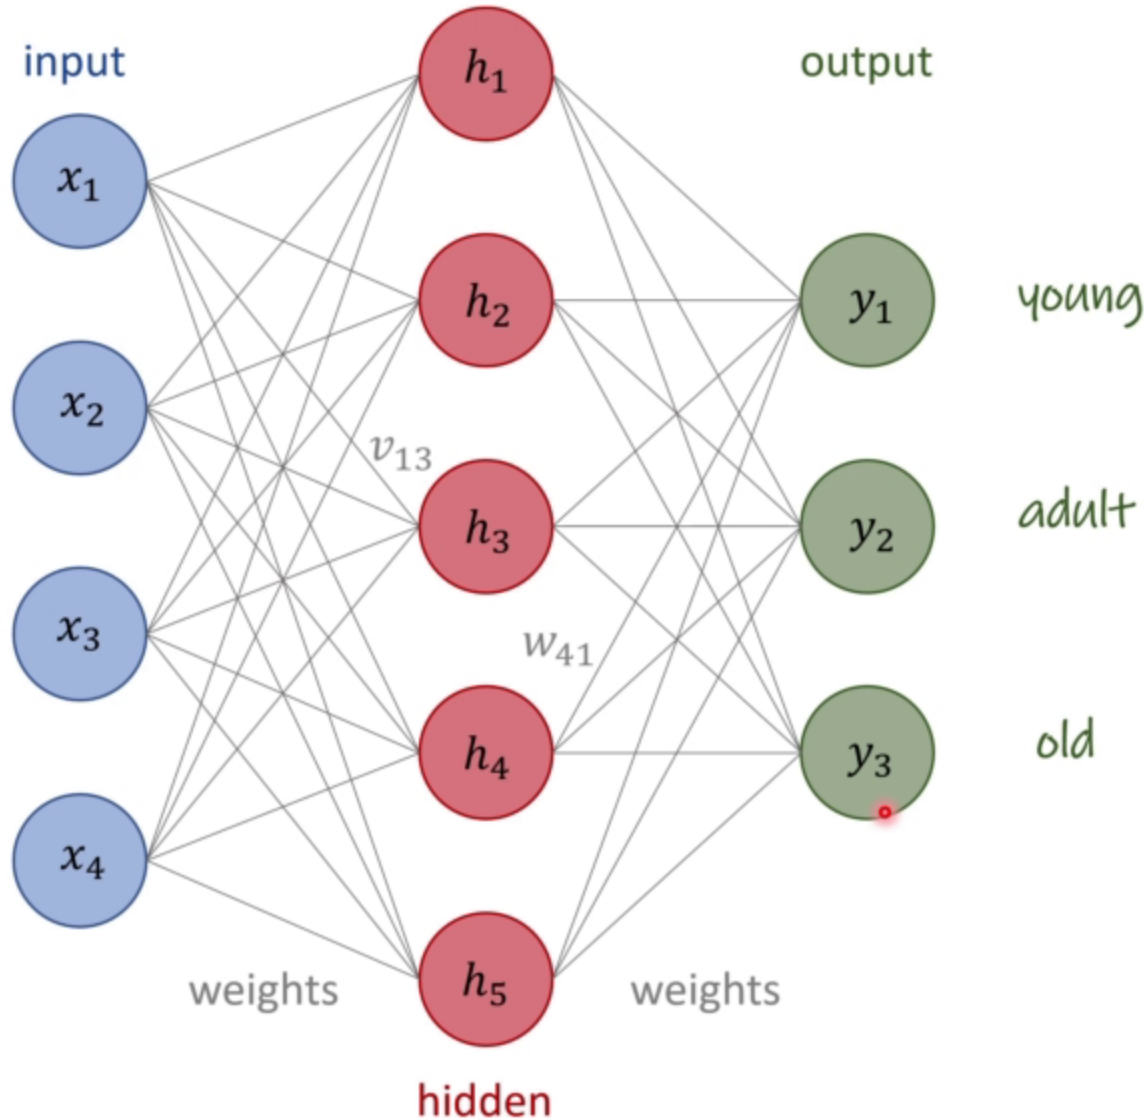 input
output
x₁
x₂
x₃
x₄
h₁
h₂
h₃
h₄
h₅
v₁₃
w₄₁
y₁
y₂
y₃
young
adult
old
weights
weights
hidden